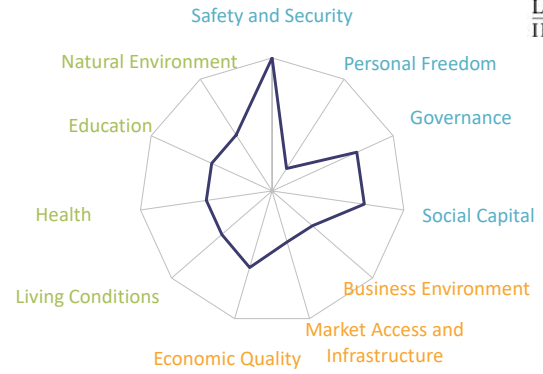 Safety and Security
Natural Environment
Personal Freedom
Education
Governance
Health
Social Capital
Living Conditions
Business Environment
Market Access and
Infrastructure
Economic Quality